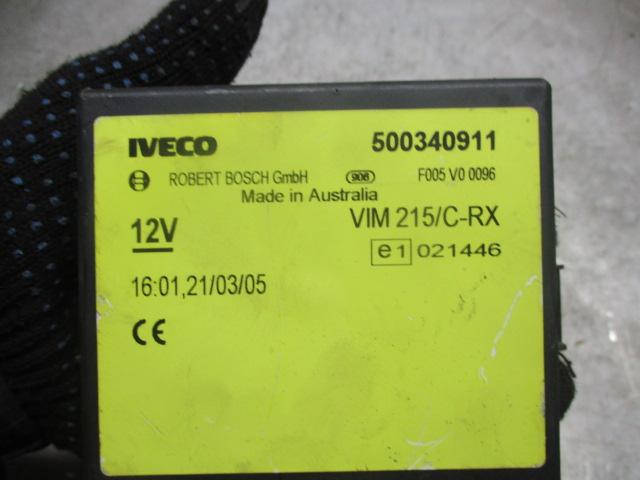 IVECO 500340911
ROBERT BOSCH GmbH 906 F005 V0 0096
Made in Australia
12V VIM 215/C-RX
e1 021446
16:01,21/03/05
CE